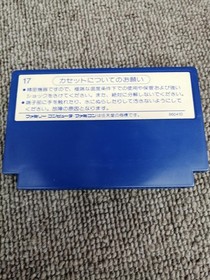 17
カセットについてのお願い
●精密機器ですので、極端な温度条件下での使用や保管および強い
ショックをさけてください。また、絶対に分解しないでください。
●端子部に手を触れたり、水にぬらしたりして汚さないようにして
ください。故障の原因となります。
ファミリーコンピュータ・ファミコンは任天堂の商標です。